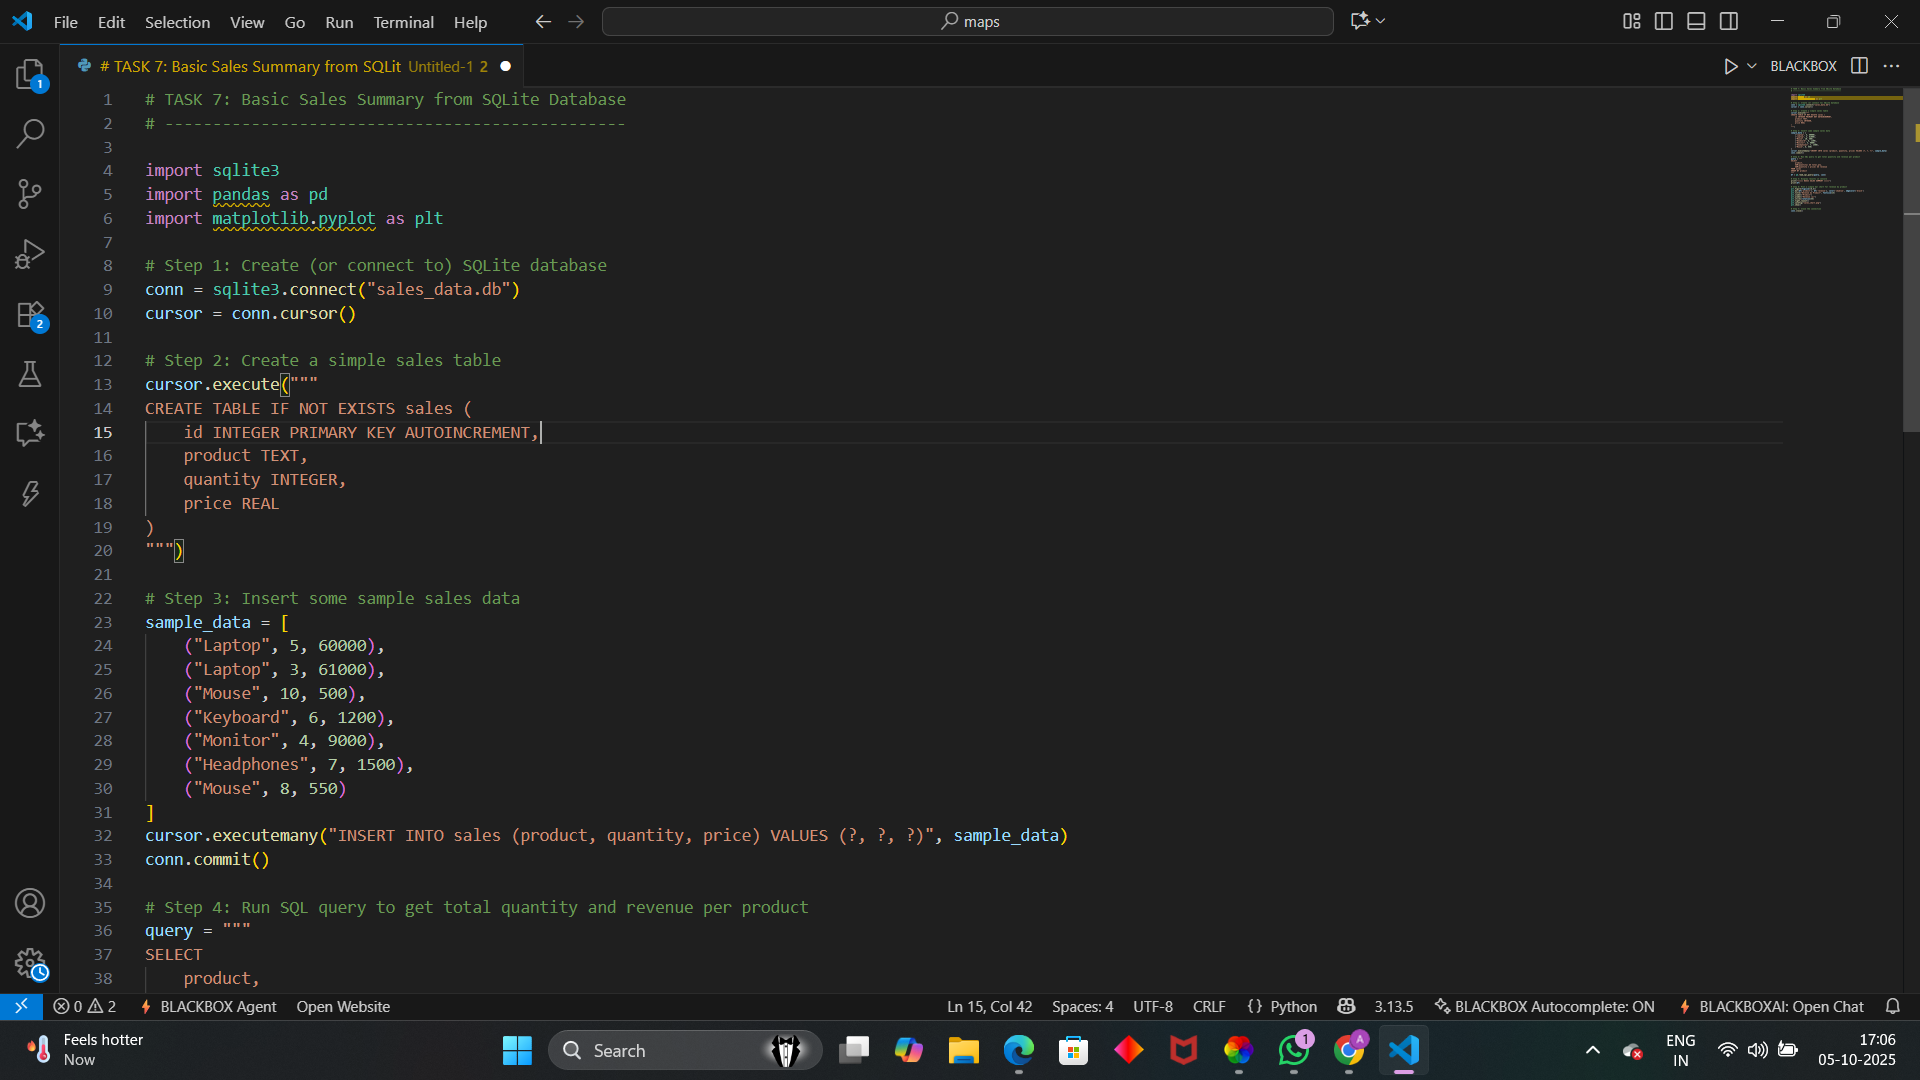 File Edit Selection View Go Run Terminal Help maps
# TASK 7: Basic Sales Summary from SQLit Untitled-1 2
BLACKBOX
1 # TASK 7: Basic Sales Summary from SQLite Database
2 # ------------------------------------------------
3
4 import sqlite3
5 import pandas as pd
6 import matplotlib.pyplot as plt
7
8 # Step 1: Create (or connect to) SQLite database
9 conn = sqlite3.connect("sales_data.db")
10 cursor = conn.cursor()
11
12 # Step 2: Create a simple sales table
13 cursor.execute("""
14 CREATE TABLE IF NOT EXISTS sales (
15     id INTEGER PRIMARY KEY AUTOINCREMENT,
16     product TEXT,
17     quantity INTEGER,
18     price REAL
19 )
20 """)
21
22 # Step 3: Insert some sample sales data
23 sample_data = [
24     ("Laptop", 5, 60000),
25     ("Laptop", 3, 61000),
26     ("Mouse", 10, 500),
27     ("Keyboard", 6, 1200),
28     ("Monitor", 4, 9000),
29     ("Headphones", 7, 1500),
30     ("Mouse", 8, 550)
31 ]
32 cursor.executemany("INSERT INTO sales (product, quantity, price) VALUES (?, ?, ?)", sample_data)
33 conn.commit()
34
35 # Step 4: Run SQL query to get total quantity and revenue per product
36 query = """
37 SELECT
38     product,
1
2
0 2 BLACKBOX Agent Open Website Ln 15, Col 42 Spaces: 4 UTF-8 CRLF {} Python 3.13.5 BLACKBOX Autocomplete: ON BLACKBOXAI: Open Chat
Feels hotter
Now
Search
1
A
ENG
IN
17:06
05-10-2025